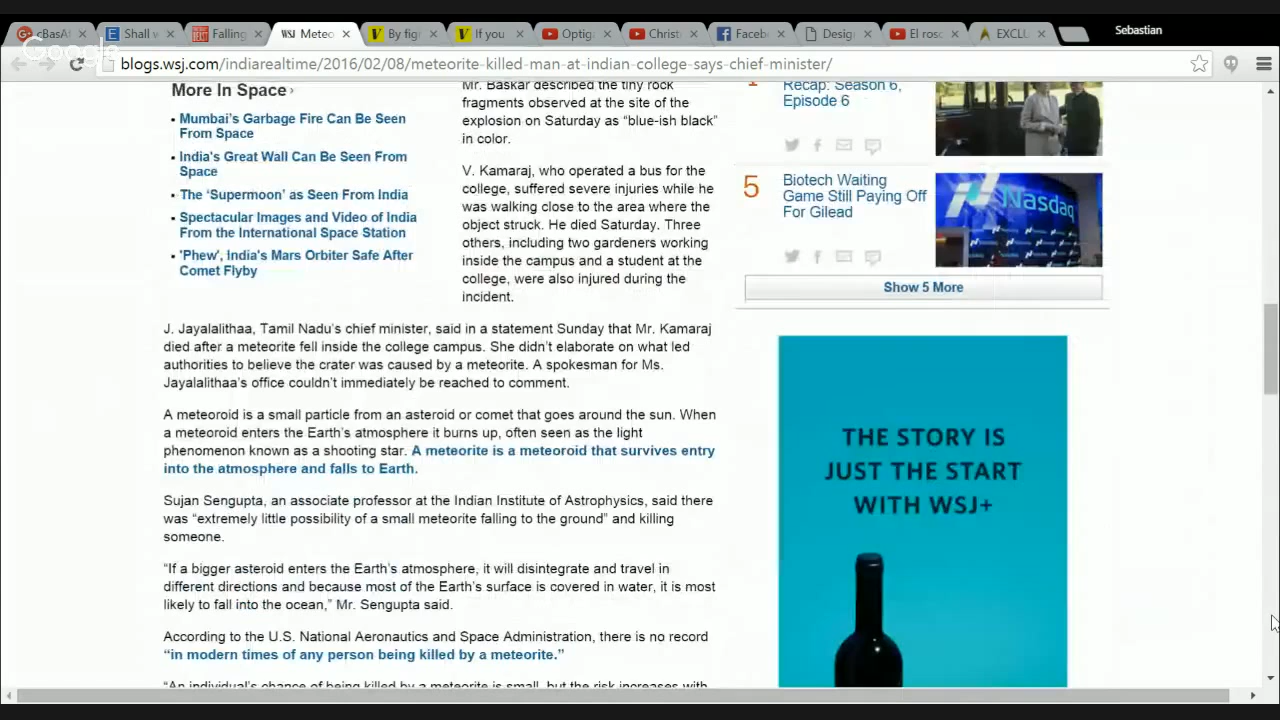 cBasA
Shall w
Falling
WSJ Meteo
By fig
If you
Optig
Christ
Faceb
Desig
El rosc
EXCLU
Sebastian
Google
blogs.wsj.com/indiarealtime/2016/02/08/meteorite-killed-man-at-indian-college-says-chief-minister/
More In Space ›
Mumbai's Garbage Fire Can Be Seen
From Space
India's Great Wall Can Be Seen From
Space
The ‘Supermoon’ as Seen From India
Spectacular Images and Video of India
From the International Space Station
'Phew', India's Mars Orbiter Safe After
Comet Flyby
Mr. Baskar described the tiny rock
fragments observed at the site of the
explosion on Saturday as “blue-ish black”
in color.
V. Kamaraj, who operated a bus for the
college, suffered severe injuries while he
was walking close to the area where the
object struck. He died Saturday. Three
others, including two gardeners working
inside the campus and a student at the
college, were also injured during the
incident.
J. Jayalalithaa, Tamil Nadu’s chief minister, said in a statement Sunday that Mr. Kamaraj
died after a meteorite fell inside the college campus. She didn’t elaborate on what led
authorities to believe the crater was caused by a meteorite. A spokesman for Ms.
Jayalalithaa’s office couldn’t immediately be reached to comment.
A meteoroid is a small particle from an asteroid or comet that goes around the sun. When
a meteoroid enters the Earth’s atmosphere it burns up, often seen as the light
phenomenon known as a shooting star. A meteorite is a meteoroid that survives entry
into the atmosphere and falls to Earth.
Sujan Sengupta, an associate professor at the Indian Institute of Astrophysics, said there
was “extremely little possibility of a small meteorite falling to the ground” and killing
someone.
“If a bigger asteroid enters the Earth’s atmosphere, it will disintegrate and travel in
different directions and because most of the Earth’s surface is covered in water, it is most
likely to fall into the ocean,” Mr. Sengupta said.
According to the U.S. National Aeronautics and Space Administration, there is no record
“in modern times of any person being killed by a meteorite.”
“An individual’s chance of being killed by a meteorite is small, but the risk increases with
Recap: Season 6,
Episode 6
5
Biotech Waiting
Game Still Paying Off
For Gilead
Nasdaq
Show 5 More
THE STORY IS
JUST THE START
WITH WSJ+